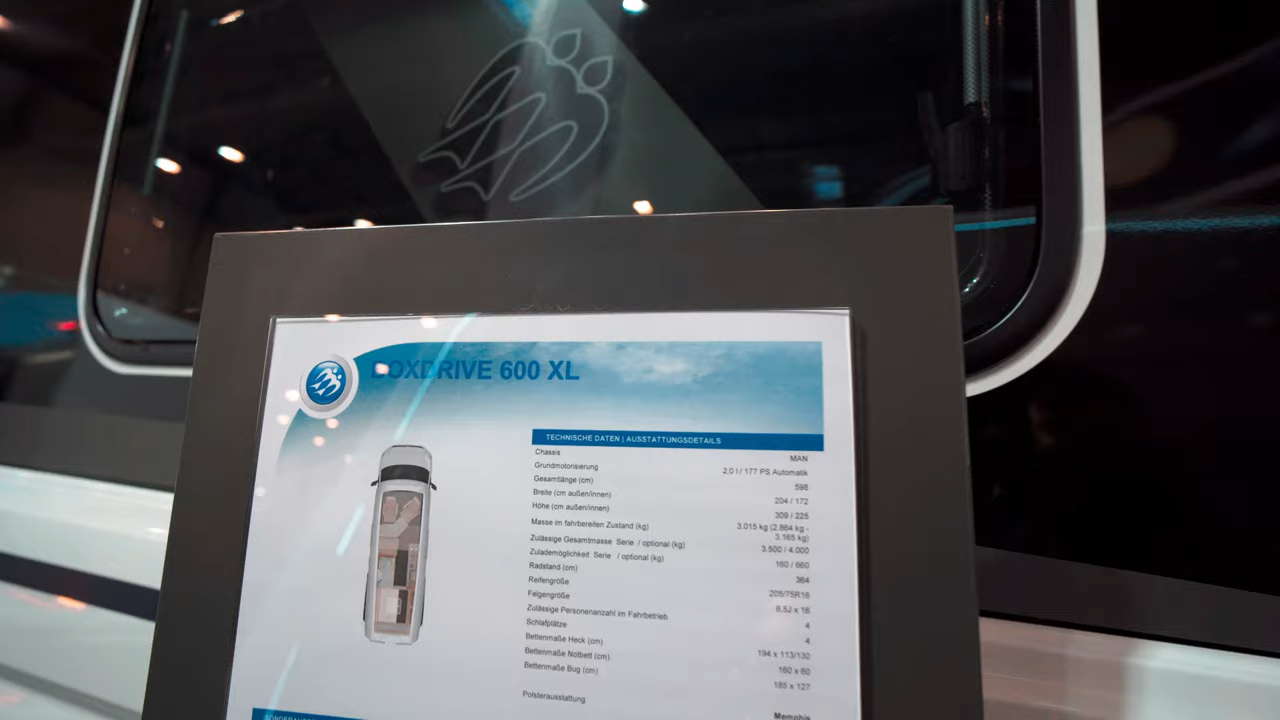 BOXDRIVE 600 XL
TECHNISCHE DATEN | AUSSTATTUNGSDETAILS
Chassis MAN
Grundmotorisierung 2,0 l / 177 PS Automatik
Gesamtlänge (cm) 598
Breite (cm außen/innen) 204 / 172
Höhe (cm außen/innen) 309 / 225
Masse im fahrbereiten Zustand (kg) 3.015 kg (2.864 kg -
3.165 kg)
Zulässige Gesamtmasse Serie / optional (kg) 3.500 / 4.000
Zulademöglichkeit Serie / optional (kg) 160 / 660
Radstand (cm) 364
Reifengröße 205/75R16
Felgengröße 6.5J x 16
Zulässige Personenanzahl im Fahrbetrieb 4
Schlafplätze 4
Bettenmaße Heck (cm) 194 x 113/130
Bettenmaße Notbett (cm) 160 x 60
Bettenmaße Bug (cm) 185 x 127
Polsterausstattung Memphis